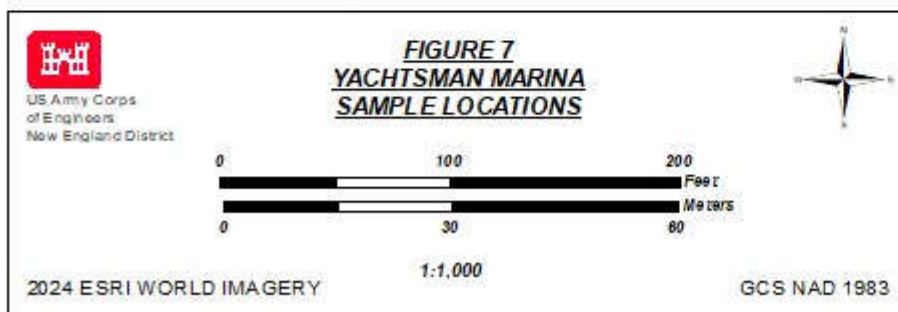 FIGURE 7
YACHTSMAN MARINA
SAMPLE LOCATIONS
US Army Corps
of Engineers
New England District
N
W E
S
0 100 200
Feet
Meters
0 30 60
1:1,000
2024 ESRI WORLD IMAGERY GCS NAD 1983